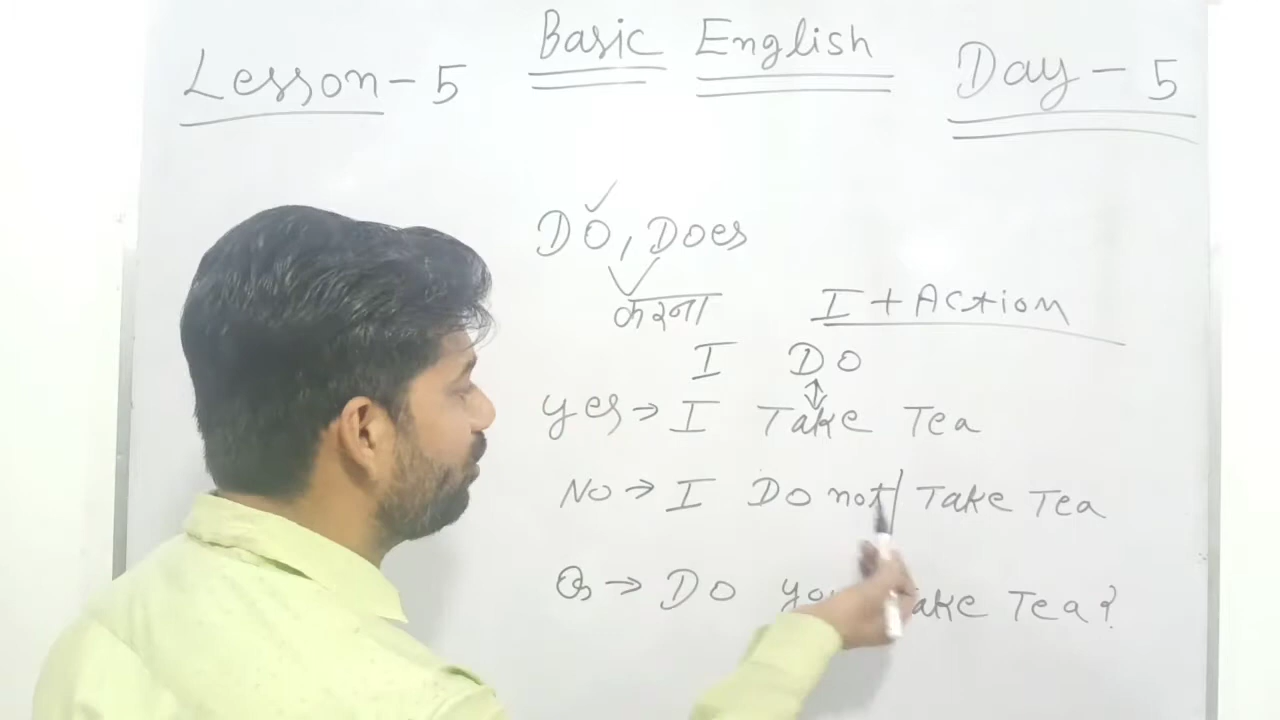 Lesson-5 Basic English Day-5
Do, Does
करना I + Action
I Do
yes → I Take Tea
No → I Do not/ Take Tea
Qs → Do Tea?